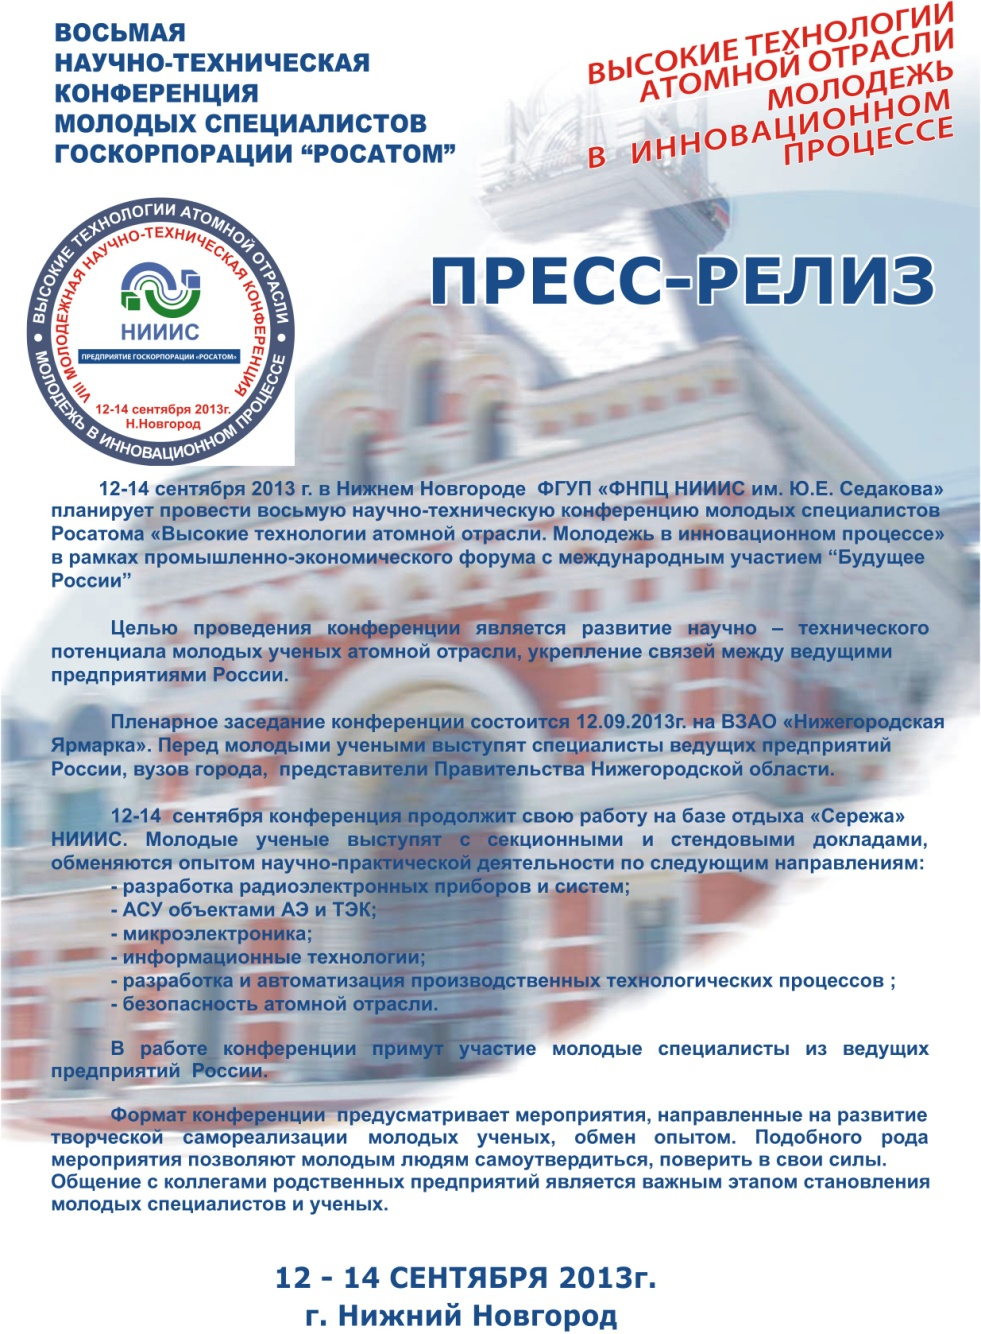 ВОСЬМАЯ
НАУЧНО-ТЕХНИЧЕСКАЯ
КОНФЕРЕНЦИЯ
МОЛОДЫХ СПЕЦИАЛИСТОВ
ГОСКОРПОРАЦИИ “РОСАТОМ”
ВЫСОКИЕ ТЕХНОЛОГИИ
АТОМНОЙ ОТРАСЛИ
МОЛОДЕЖЬ
В ИННОВАЦИОННОМ
ПРОЦЕССЕ
ВЫСОКИЕ ТЕХНОЛОГИИ АТОМНОЙ ОТРАСЛИ
• МОЛОДЕЖЬ В ИННОВАЦИОННОМ ПРОЦЕССЕ •
VIII МОЛОДЕЖНАЯ НАУЧНО-ТЕХНИЧЕСКАЯ КОНФЕРЕНЦИЯ
НИИИС
ПРЕДПРИЯТИЕ ГОСКОРПОРАЦИИ «РОСАТОМ»
12-14 сентября 2013г.
Н.Новгород
ПРЕСС-РЕЛИЗ
12-14 сентября 2013 г. в Нижнем Новгороде ФГУП «ФНПЦ НИИИС им. Ю.Е. Седакова»
планирует провести восьмую научно-техническую конференцию молодых специалистов
Росатома «Высокие технологии атомной отрасли. Молодежь в инновационном процессе»
в рамках промышленно-экономического форума с международным участием “Будущее
России”
Целью проведения конференции является развитие научно – технического
потенциала молодых ученых атомной отрасли, укрепление связей между ведущими
предприятиями России.
Пленарное заседание конференции состоится 12.09.2013г. на ВЗАО «Нижегородская
Ярмарка». Перед молодыми учеными выступят специалисты ведущих предприятий
России, вузов города, представители Правительства Нижегородской области.
12-14 сентября конференция продолжит свою работу на базе отдыха «Сережа»
НИИИС. Молодые ученые выступят с секционными и стендовыми докладами,
обменяются опытом научно-практической деятельности по следующим направлениям:
- разработка радиоэлектронных приборов и систем;
- АСУ объектами АЭ и ТЭК;
- микроэлектроника;
- информационные технологии;
- разработка и автоматизация производственных технологических процессов ;
- безопасность атомной отрасли.
В работе конференции примут участие молодые специалисты из ведущих
предприятий России.
Формат конференции предусматривает мероприятия, направленные на развитие
творческой самореализации молодых ученых, обмен опытом. Подобного рода
мероприятия позволяют молодым людям самоутвердиться, поверить в свои силы.
Общение с коллегами родственных предприятий является важным этапом становления
молодых специалистов и ученых.
12 - 14 СЕНТЯБРЯ 2013г.
г. Нижний Новгород